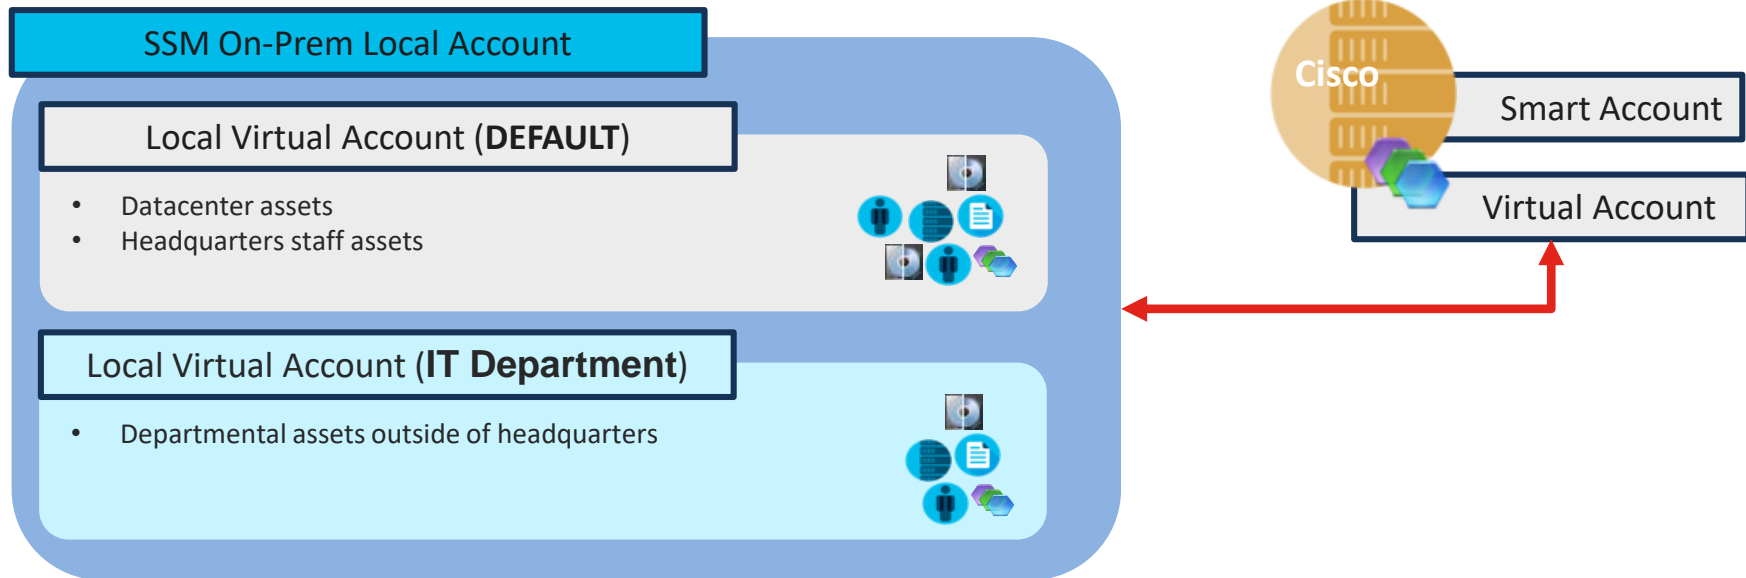 SSM On-Prem Local Account
Local Virtual Account (DEFAULT)
• Datacenter assets
• Headquarters staff assets
Local Virtual Account (IT Department)
• Departmental assets outside of headquarters
Cisco
Smart Account
Virtual Account